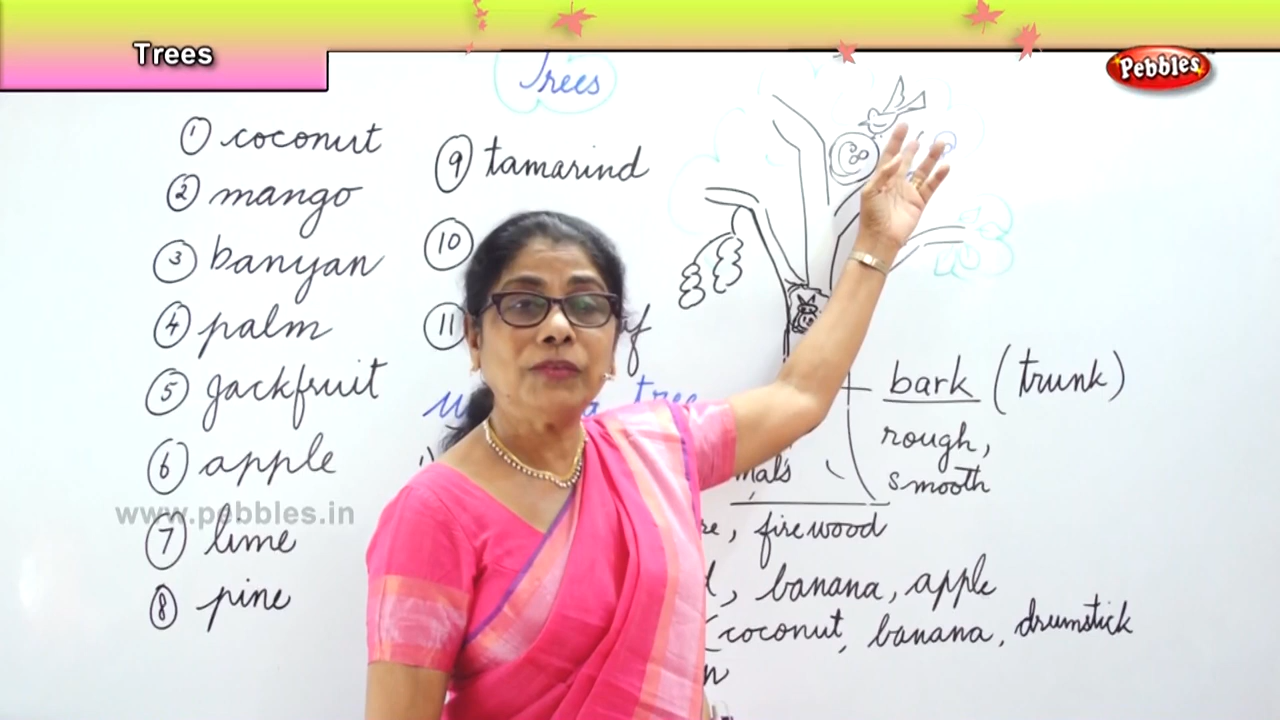 Trees
Pebbles
Trees
1 coconut
2 mango
3 banyan
4 palm
5 jackfruit
6 apple
www.pebbles.in
7 lime
8 pine
9 tamarind
10
11
tree
bark (trunk)
rough,
smooth
, firewood
, banana, apple
(coconut, banana, drumstick